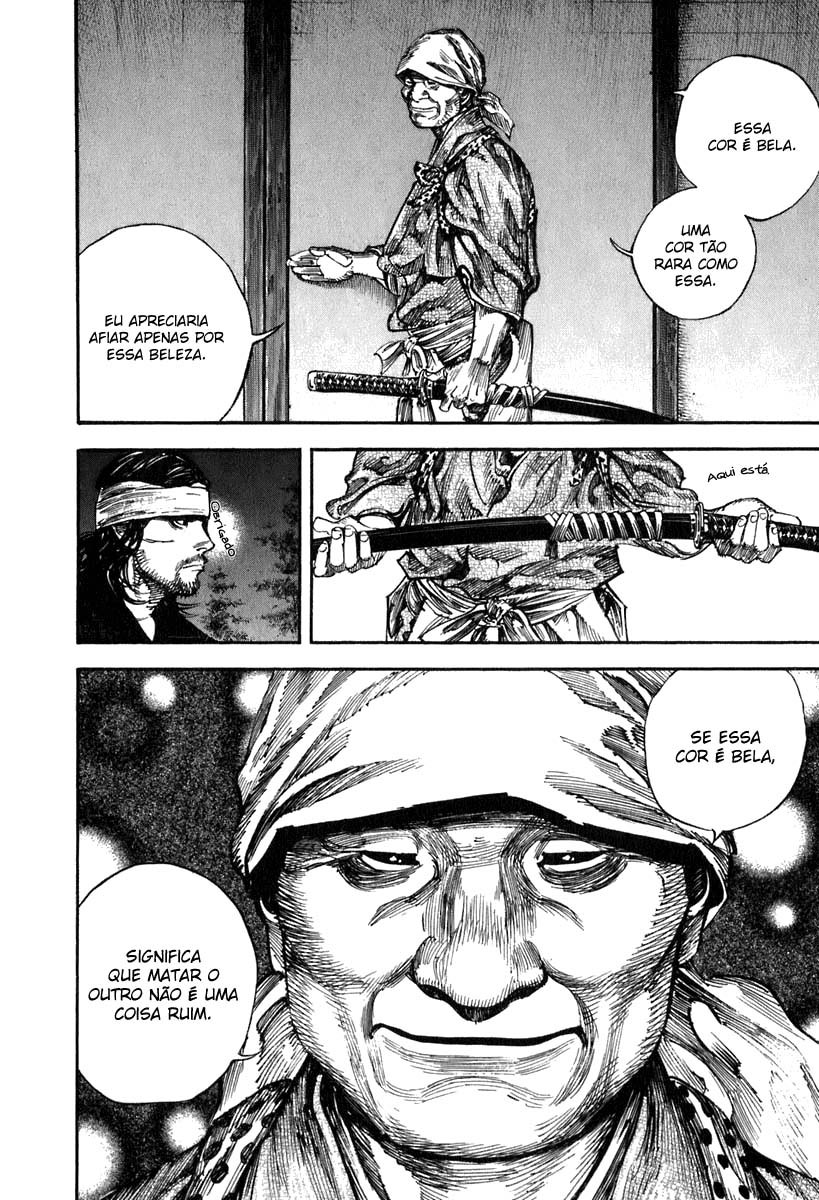 ESSA
COR É BELA.
UMA
COR TÃO
RARA COMO
ESSA.
EU APRECIARIA
AFIAR APENAS POR
ESSA BELEZA.
Aqui está
Obrigado
SE ESSA
COR É BELA,
SIGNIFICA
QUE MATAR O
OUTRO NÃO É UMA
COISA RUIM.